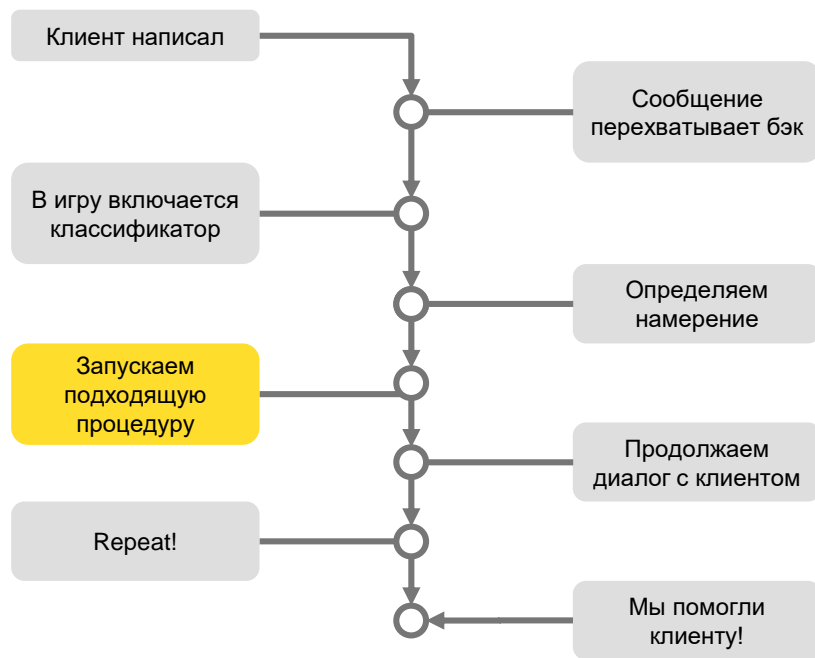 Клиент написал
Сообщение
перехватывает бэк
В игру включается
классификатор
Определяем
намерение
Запускаем
подходящую
процедуру
Продолжаем
диалог с клиентом
Repeat!
Мы помогли
клиенту!